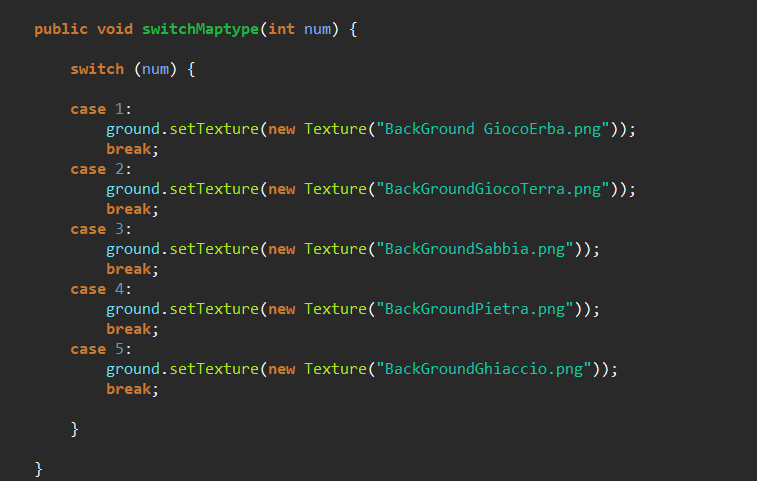 public void switchMaptype(int num) {
switch (num) {
case 1:
ground.setTexture(new Texture("BackGround GiocoErba.png"));
break;
case 2:
ground.setTexture(new Texture("BackGroundGiocoTerra.png"));
break;
case 3:
ground.setTexture(new Texture("BackGroundSabbia.png"));
break;
case 4:
ground.setTexture(new Texture("BackGroundPietra.png"));
break;
case 5:
ground.setTexture(new Texture("BackGroundGhiaccio.png"));
break;
}
}